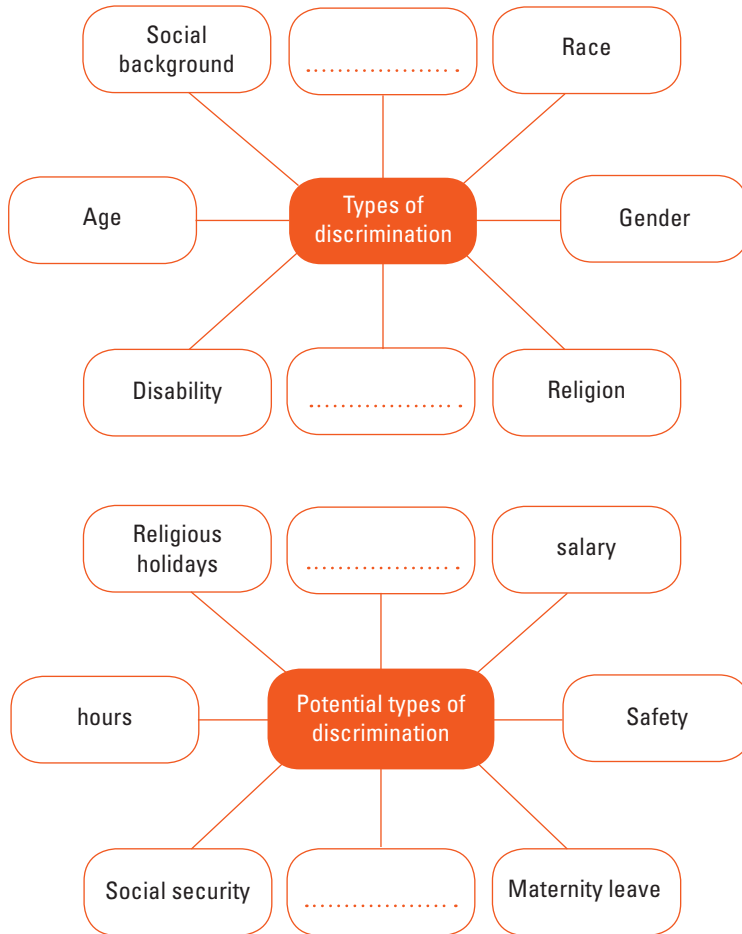 Social
background
....................
Race
Age
Types of
discrimination
Gender
Disability
....................
Religion
Religious
holidays
....................
salary
hours
Potential types of
discrimination
Safety
Social security
....................
Maternity leave